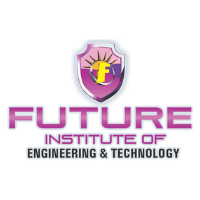 f
FUTURE
INSTITUTE OF
ENGINEERING & TECHNOLOGY